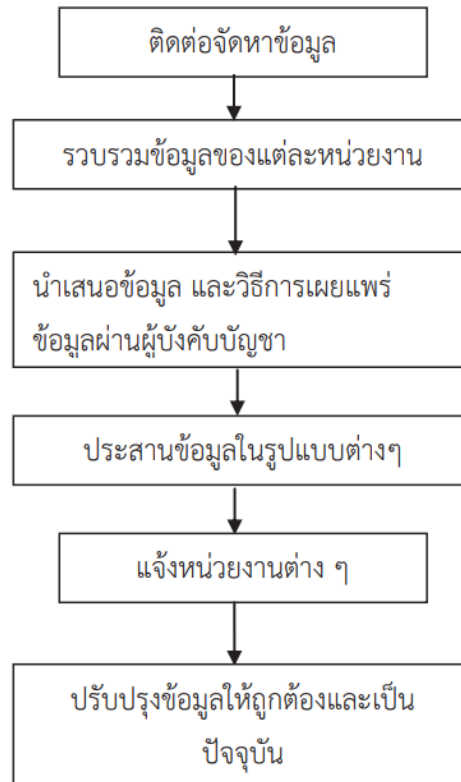 ติดต่อจัดหาข้อมูล
รวบรวมข้อมูลของแต่ละหน่วยงาน
นำเสนอข้อมูล และวิธีการเผยแพร่
ข้อมูลผ่านผู้บังคับบัญชา
ประสานข้อมูลในรูปแบบต่างๆ
แจ้งหน่วยงานต่าง ๆ
ปรับปรุงข้อมูลให้ถูกต้องและเป็น
ปัจจุบัน